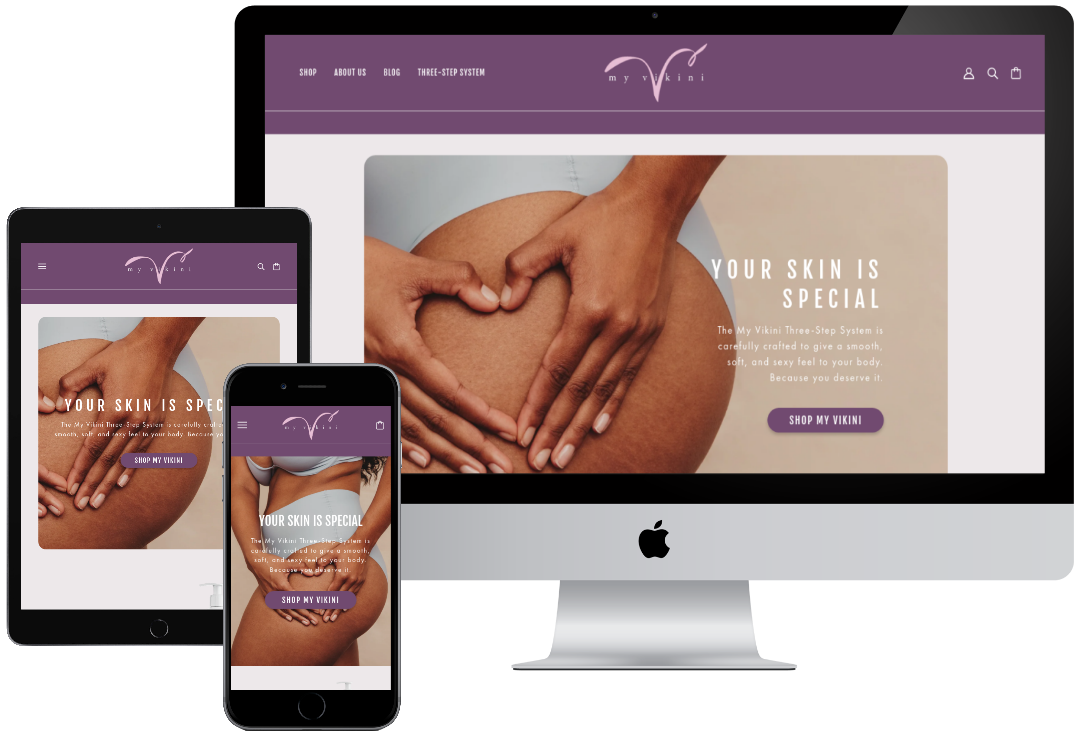 SHOP ABOUT US BLOG THREE-STEP SYSTEM
my vikini
YOUR SKIN IS
SPECIAL
The My Vikini Three-Step System is
carefully crafted to give a smooth,
soft, and sexy feel to your body.
Because you deserve it.
SHOP MY VIKINI
my vikini
YOUR SKIN IS SPEC
The My Vikini Three-Step System is carefully crafte
smooth, soft, and sexy feel to your body. Because yo
SHOP MY VIKINI
my vikini
YOUR SKIN IS SPECIAL
The My Vikini Three-Step System is
carefully crafted to give a smooth,
soft, and sexy feel to your body.
Because you deserve it.
SHOP MY VIKINI